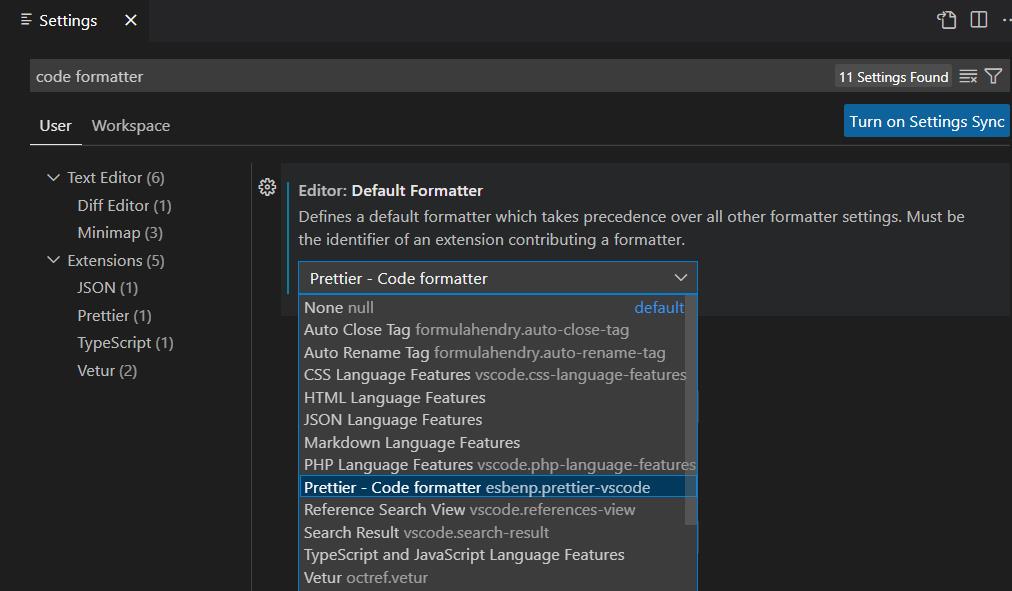 Settings
code formatter
11 Settings Found
User Workspace
Turn on Settings Sync
Text Editor (6)
Diff Editor (1)
Minimap (3)
Extensions (5)
JSON (1)
Prettier (1)
TypeScript (1)
Vetur (2)
Editor: Default Formatter
Defines a default formatter which takes precedence over all other formatter settings. Must be
the identifier of an extension contributing a formatter.
Prettier - Code formatter
None null default
Auto Close Tag formulahendry.auto-close-tag
Auto Rename Tag formulahendry.auto-rename-tag
CSS Language Features vscode.css-language-features
HTML Language Features
JSON Language Features
Markdown Language Features
PHP Language Features vscode.php-language-features
Prettier - Code formatter esbenp.prettier-vscode
Reference Search View vscode.references-view
Search Result vscode.search-result
TypeScript and JavaScript Language Features
Vetur octref.vetur